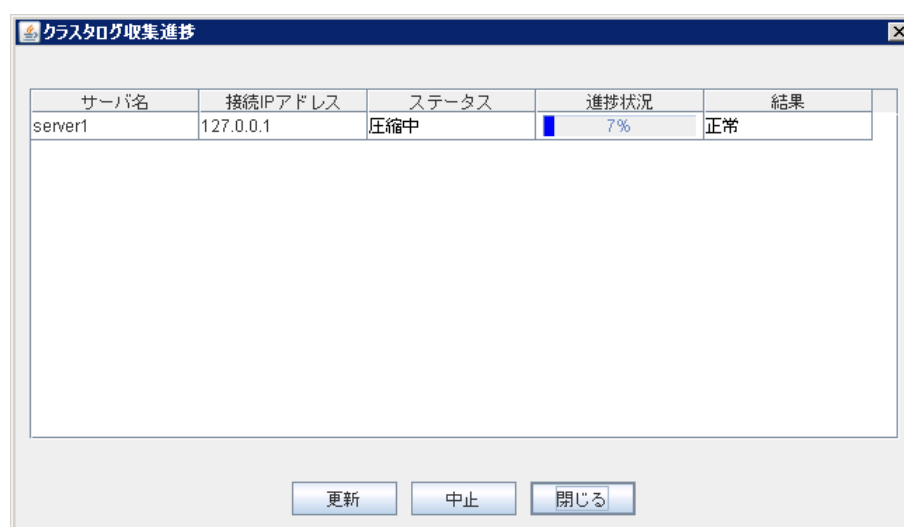 クラスタログ収集進捗
サーバ名 接続IPアドレス ステータス 進捗状況 結果
server1 127.0.0.1 圧縮中 7% 正常
更新 中止 閉じる